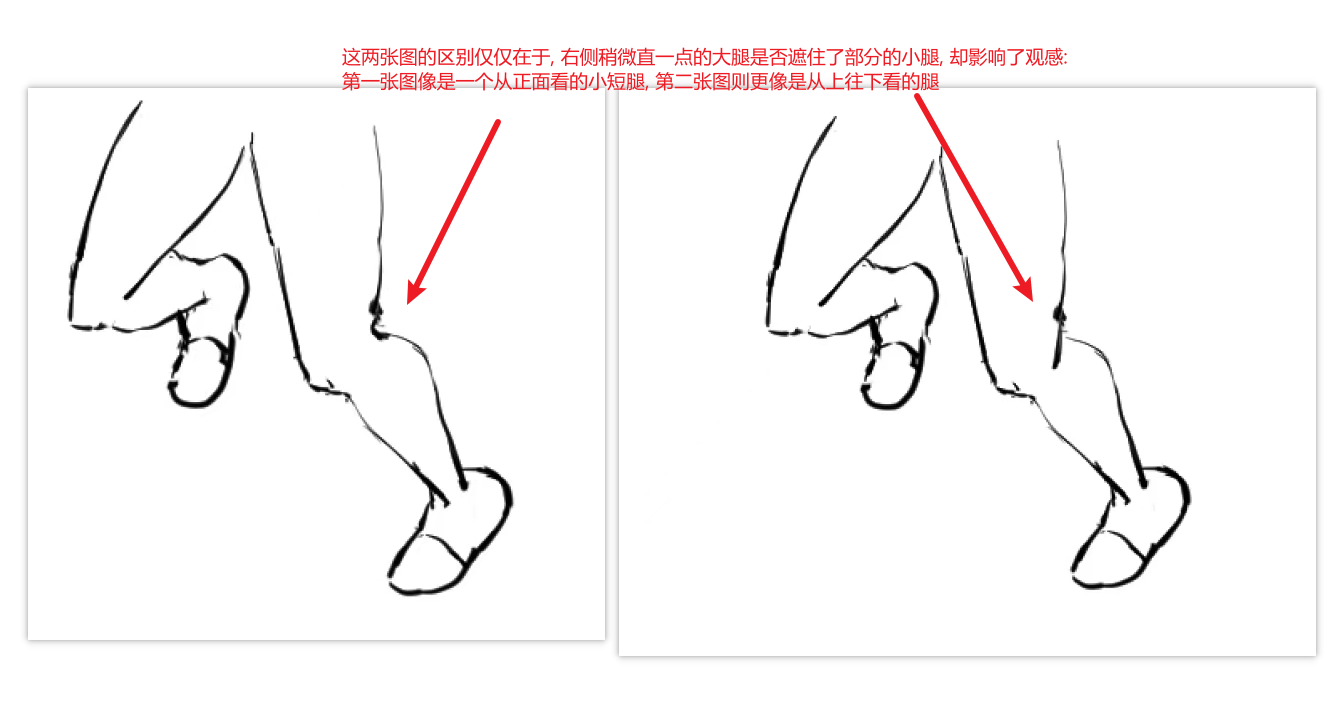 这两张图的区别仅仅在于, 右侧稍微直一点的大腿是否遮住了部分的小腿, 却影响了观感:
第一张图像是一个从正面看的小短腿, 第二张图则更像是从上往下看的腿